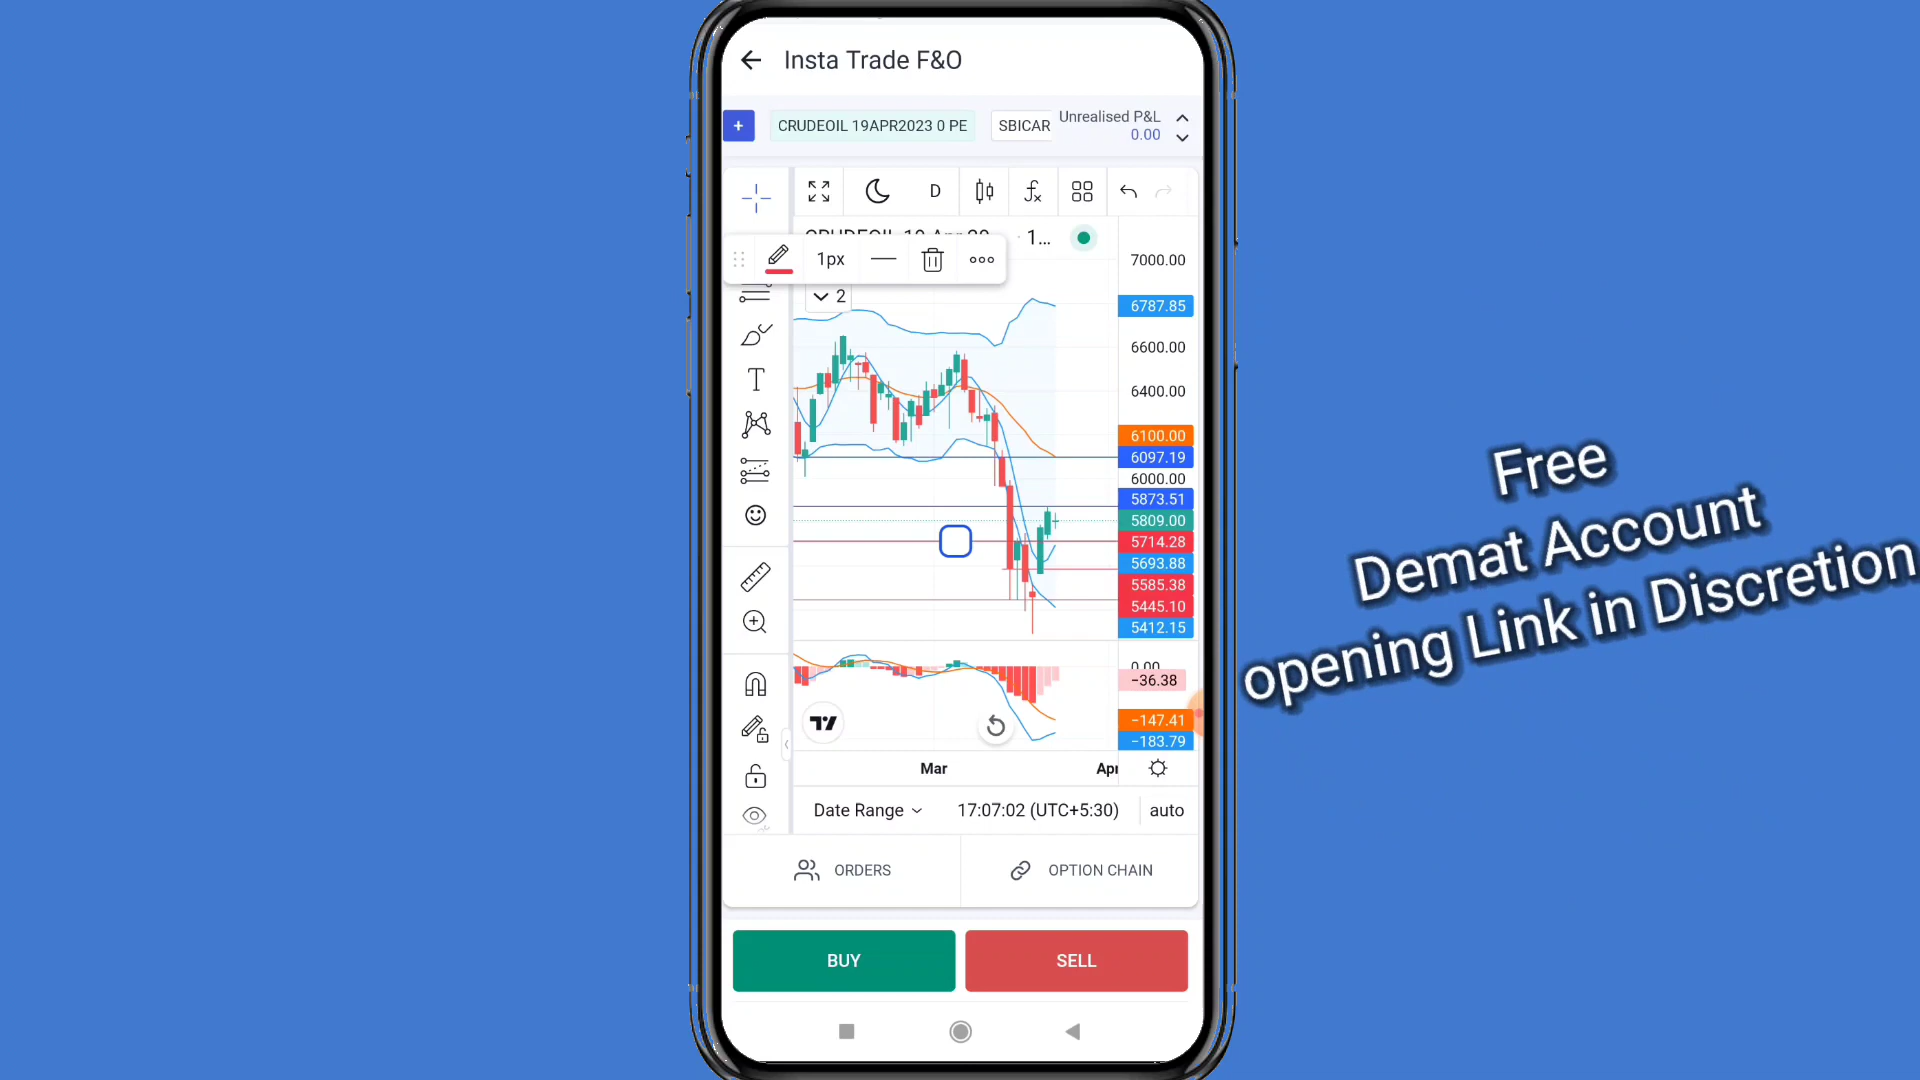 Insta Trade F&O
+
CRUDEOIL 19APR2023 0 PE
SBICAR
Unrealised P&L
0.00
D
1...
1px
2
7000.00
6787.85
6600.00
6400.00
6100.00
6097.19
6000.00
5873.51
5809.00
5714.28
5693.88
5585.38
5445.10
5412.15
0.00
−36.38
−147.41
−183.79
Mar
Apr
Date Range
17:07:02 (UTC+5:30)
auto
ORDERS
OPTION CHAIN
BUY
SELL
Free
Demat Account
opening Link in Discretion